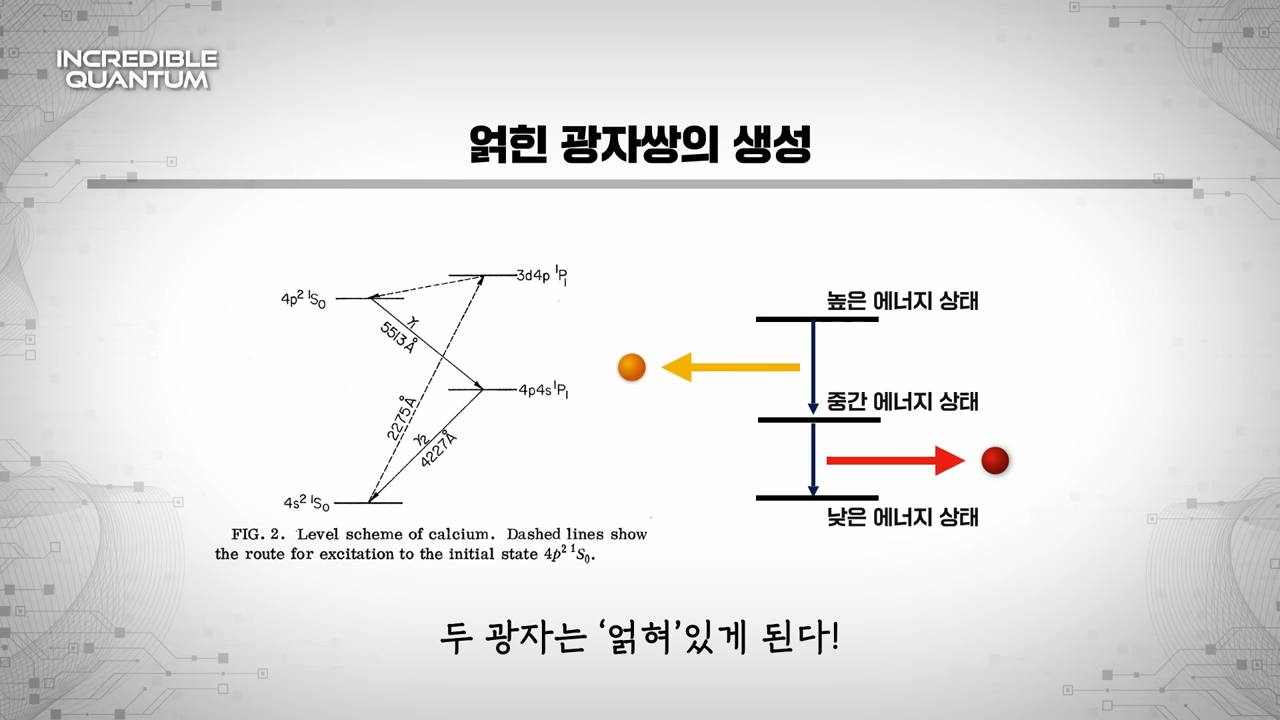 INCREDIBLE
QUANTUM
얽힌 광자쌍의 생성
3d4p ¹P₁
4p² ¹S₀
γ₁
5513Å
4p4s ¹P₁
2275Å
γ₂
4227Å
4s² ¹S₀
FIG. 2. Level scheme of calcium. Dashed lines show
the route for excitation to the initial state 4p² ¹S₀.
높은 에너지 상태
중간 에너지 상태
낮은 에너지 상태
두 광자는 ‘얽혀’있게 된다!